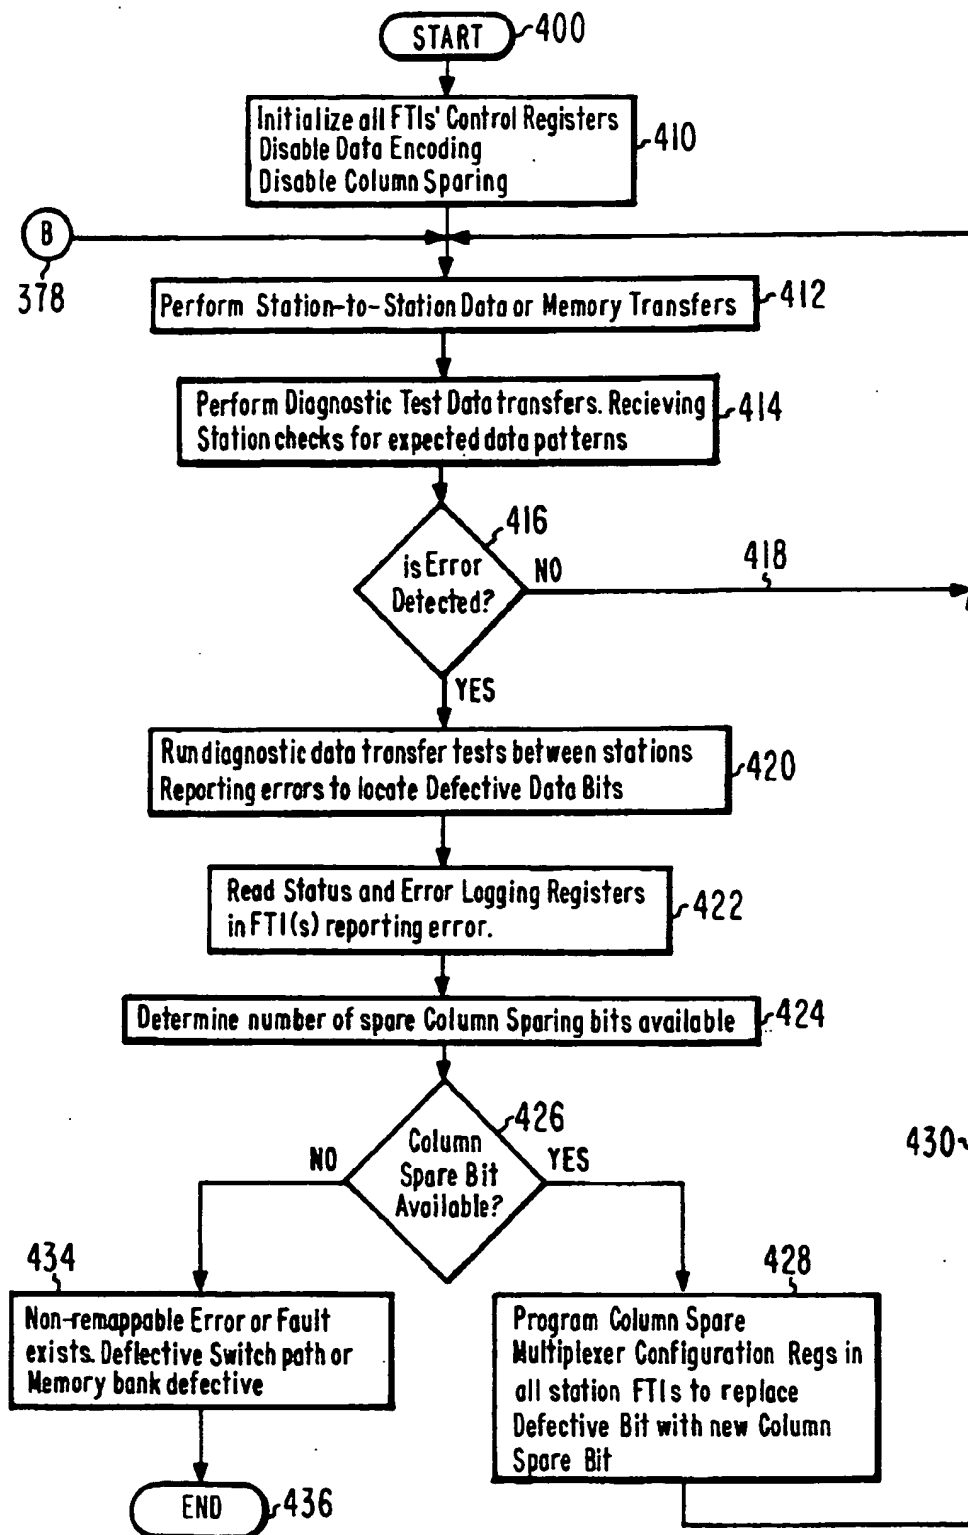 START
400
Initialize all FTIs' Control Registers
Disable Data Encoding
Disable Column Sparing
410
B
378
Perform Station-to-Station Data or Memory Transfers
412
Perform Diagnostic Test Data transfers. Recieving
Station checks for expected data patterns
414
416
is Error
Detected?
NO
418
YES
Run diagnostic data transfer tests between stations
Reporting errors to locate Defective Data Bits
420
Read Status and Error Logging Registers
in FTI(s) reporting error.
422
Determine number of spare Column Sparing bits available
424
426
Column
Spare Bit
Available?
NO
YES
430
434
Non-remappable Error or Fault
exists. Deflective Switch path or
Memory bank defective
428
Program Column Spare
Multiplexer Configuration Regs in
all station FTIs to replace
Defective Bit with new Column
Spare Bit
END
436